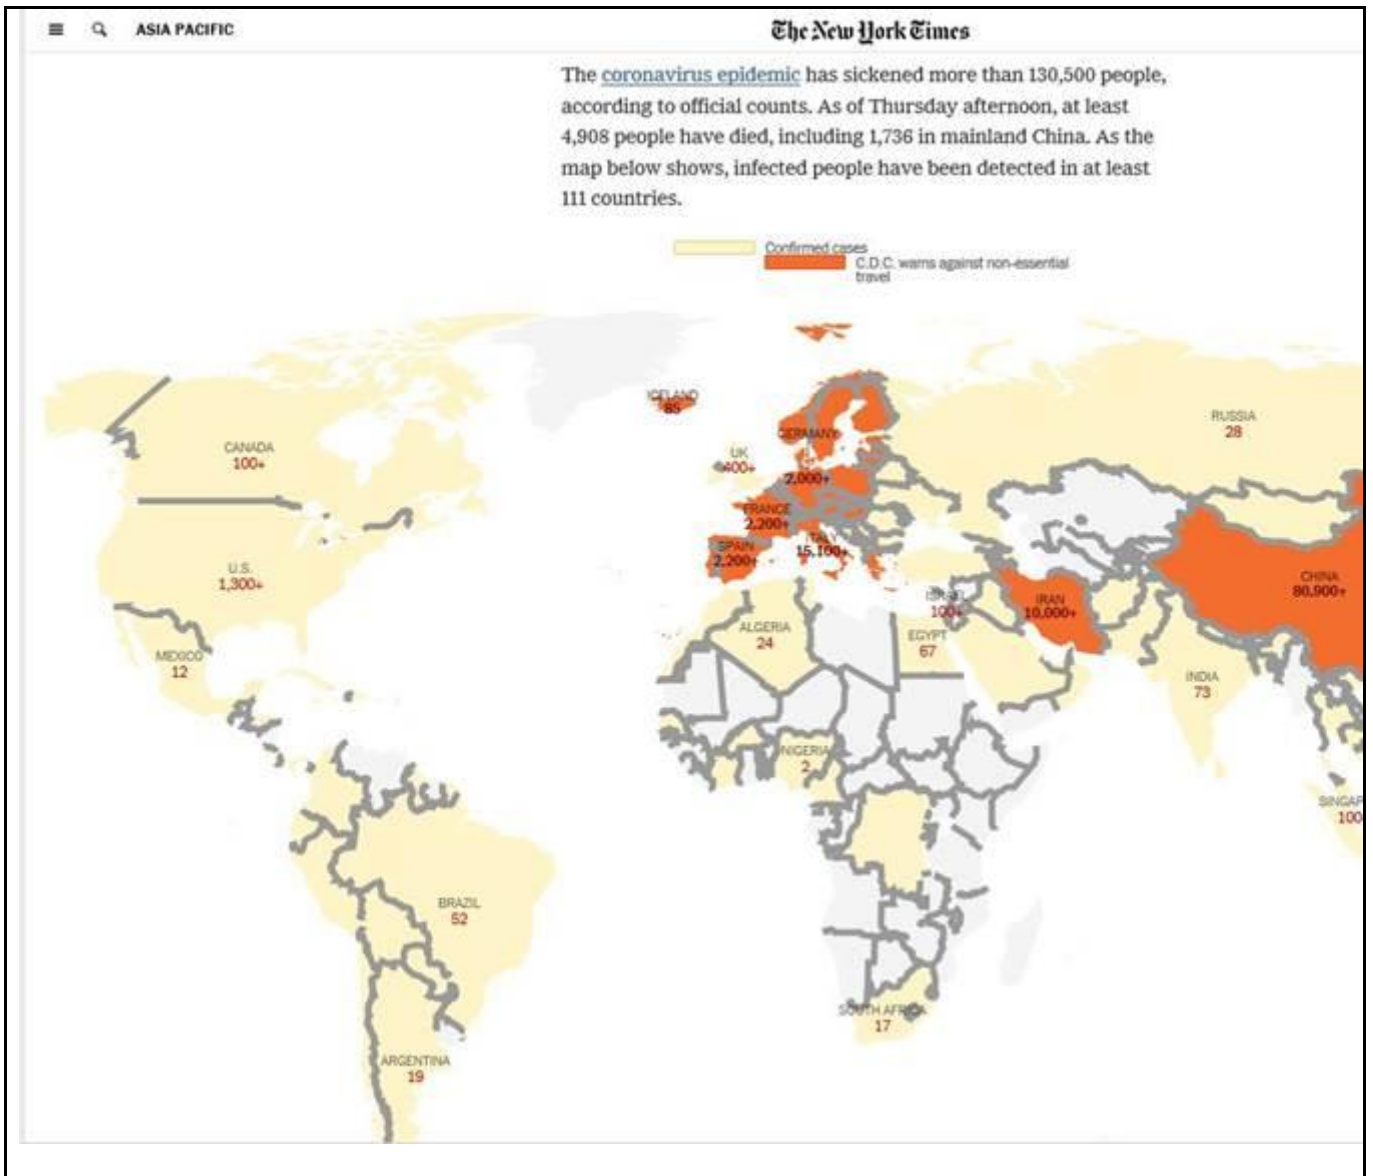 ASIA PACIFIC
The New York Times
The coronavirus epidemic has sickened more than 130,500 people,
according to official counts. As of Thursday afternoon, at least
4,908 people have died, including 1,736 in mainland China. As the
map below shows, infected people have been detected in at least
111 countries.
Confirmed cases
C.D.C. warns against non-essential
travel
ICELAND
85
RUSSIA
28
CANADA
100+
UK
400+
GERMANY
2,000+
FRANCE
2,200+
ITALY
15,100+
SPAIN
2,200+
U.S.
1,300+
CHINA
80,900+
IRAN
10,000+
ISRAEL
100+
ALGERIA
24
EGYPT
67
MEXICO
12
INDIA
73
NIGERIA
2
SINGAP
100
BRAZIL
52
SOUTH AFRICA
17
ARGENTINA
19